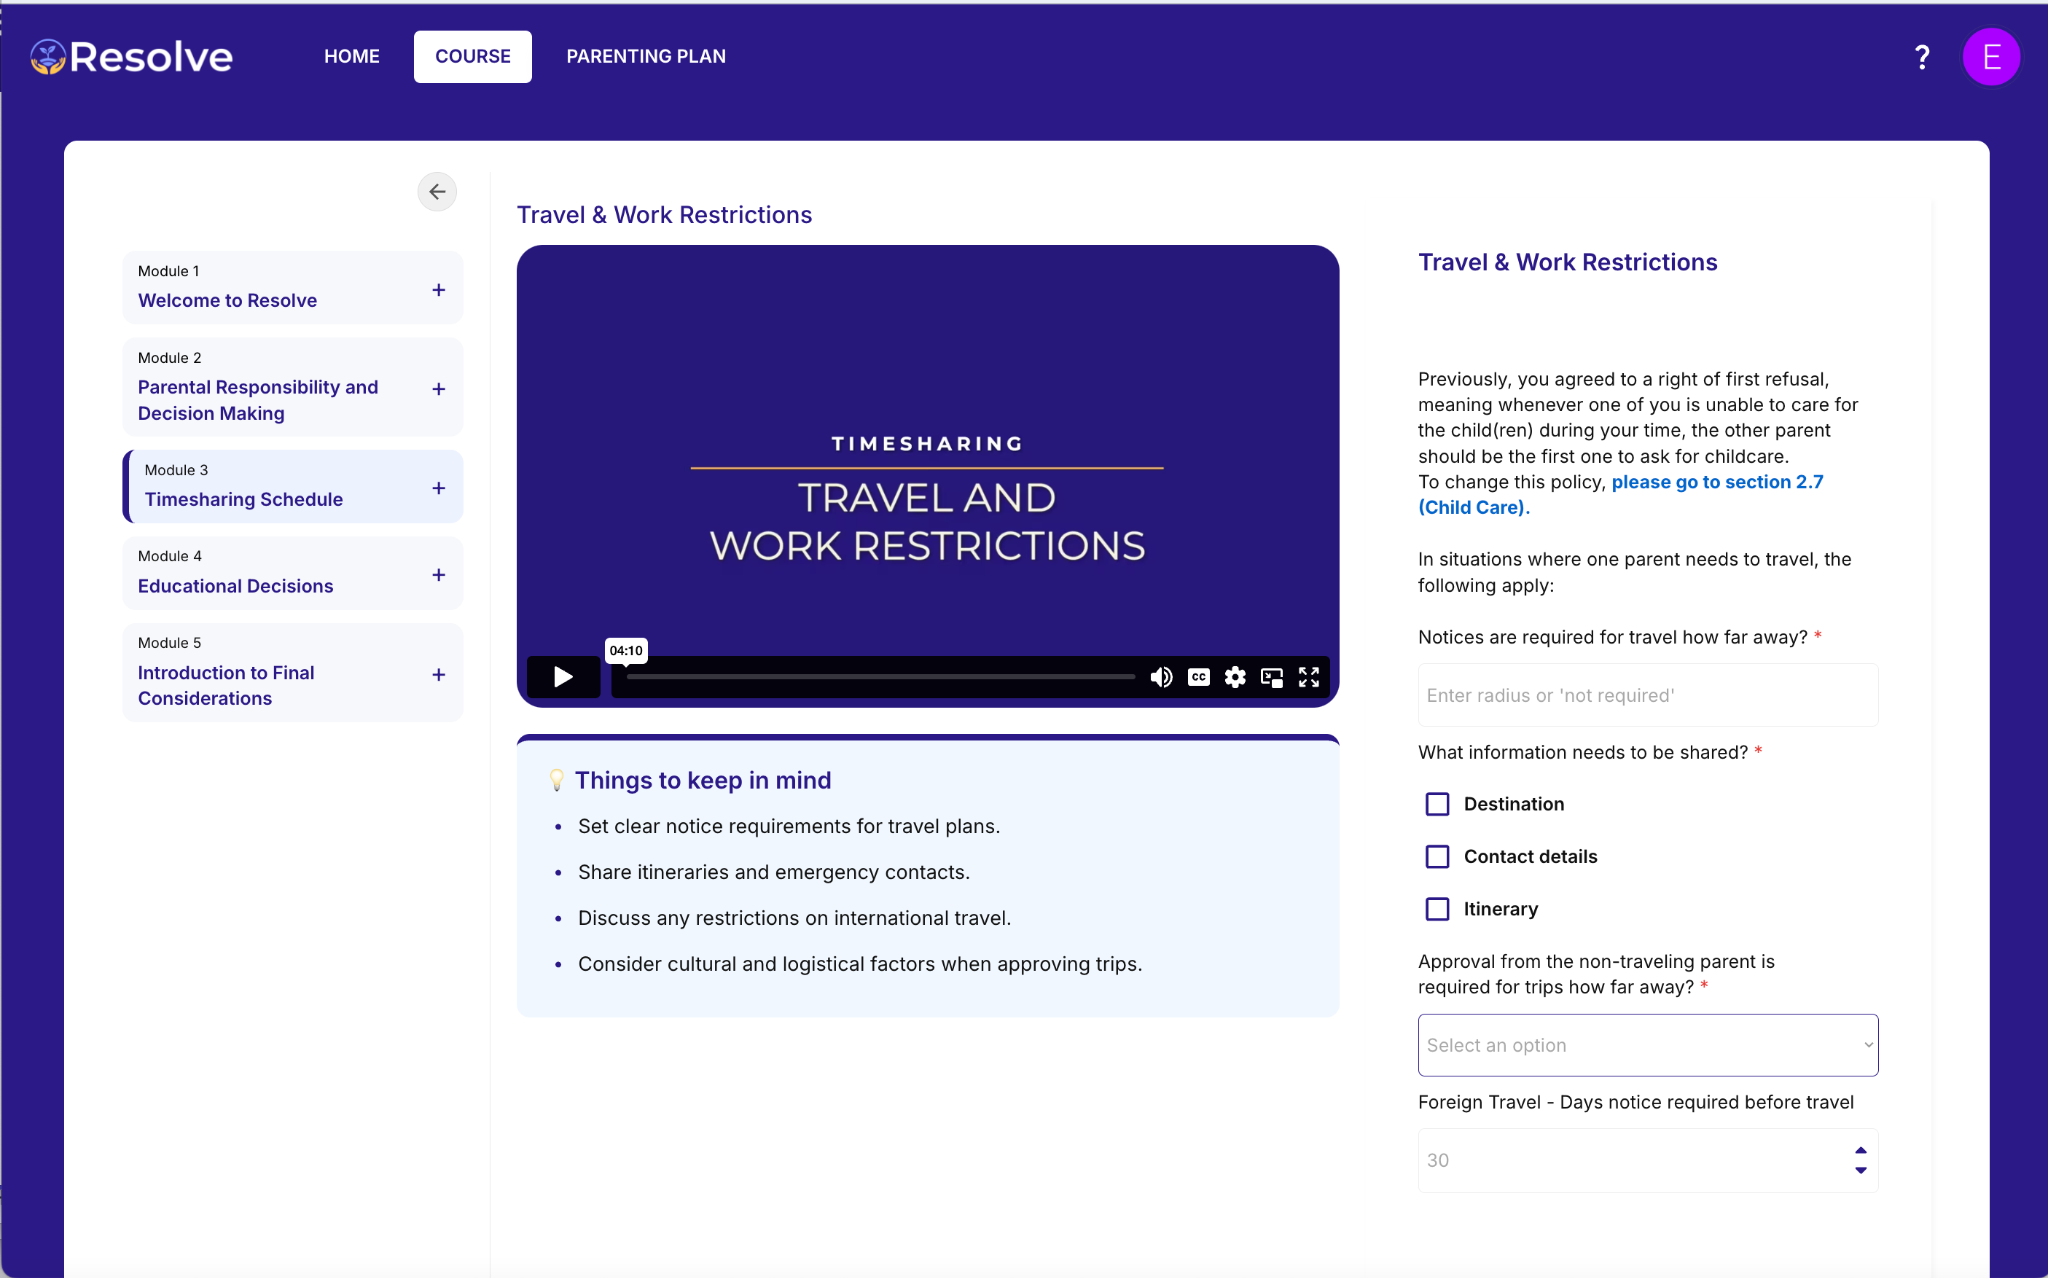 Resolve
HOME
COURSE
PARENTING PLAN
?
E
Module 1
Welcome to Resolve
+
Module 2
Parental Responsibility and
Decision Making
+
Module 3
Timesharing Schedule
+
Module 4
Educational Decisions
+
Module 5
Introduction to Final
Considerations
+
Travel & Work Restrictions
TIMESHARING
TRAVEL AND
WORK RESTRICTIONS
04:10
CC
Things to keep in mind
• Set clear notice requirements for travel plans.
• Share itineraries and emergency contacts.
• Discuss any restrictions on international travel.
• Consider cultural and logistical factors when approving trips.
Travel & Work Restrictions
Previously, you agreed to a right of first refusal,
meaning whenever one of you is unable to care for
the child(ren) during your time, the other parent
should be the first one to ask for childcare.
To change this policy, please go to section 2.7
(Child Care).
In situations where one parent needs to travel, the
following apply:
Notices are required for travel how far away? *
Enter radius or 'not required'
What information needs to be shared? *
Destination
Contact details
Itinerary
Approval from the non-traveling parent is
required for trips how far away? *
Select an option
Foreign Travel - Days notice required before travel
30